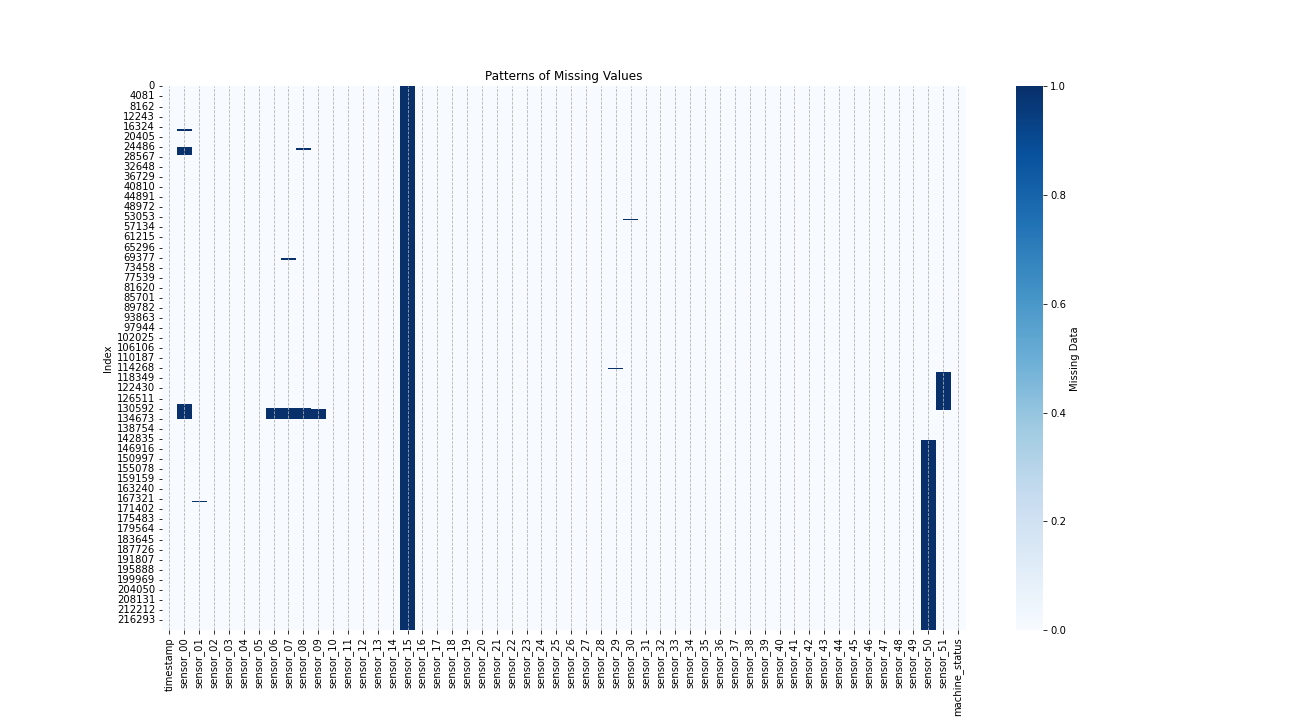 Patterns of Missing Values
0
4081
8162
12243
16324
20405
24486
28567
32648
36729
40810
44891
48972
53053
57134
61215
65296
69377
73458
77539
81620
85701
89782
93863
97944
102025
106106
110187
114268
118349
122430
126511
130592
134673
138754
142835
146916
150997
155078
159159
163240
167321
171402
175483
179564
183645
187726
191807
195888
199969
204050
208131
212212
216293
Index
timestamp
sensor_00
sensor_01
sensor_02
sensor_03
sensor_04
sensor_05
sensor_06
sensor_07
sensor_08
sensor_09
sensor_10
sensor_11
sensor_12
sensor_13
sensor_14
sensor_15
sensor_16
sensor_17
sensor_18
sensor_19
sensor_20
sensor_21
sensor_22
sensor_23
sensor_24
sensor_25
sensor_26
sensor_27
sensor_28
sensor_29
sensor_30
sensor_31
sensor_32
sensor_33
sensor_34
sensor_35
sensor_36
sensor_37
sensor_38
sensor_39
sensor_40
sensor_41
sensor_42
sensor_43
sensor_44
sensor_45
sensor_46
sensor_47
sensor_48
sensor_49
sensor_50
sensor_51
machine_status
1.0
0.8
0.6
0.4
0.2
0.0
Missing Data